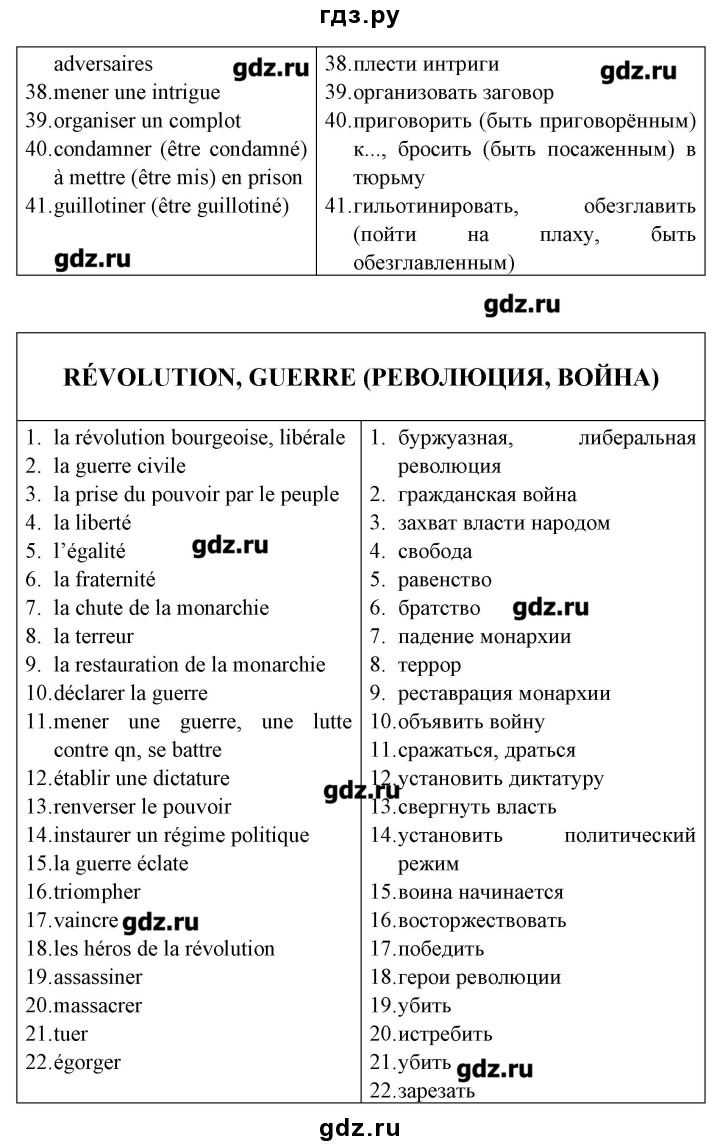 гдз.ру
adversaires
38.mener une intrigue
39.organiser un complot
40.condamner (être condamné)
à mettre (être mis) en prison
41.guillotiner (être guillotiné)
gdz.ru
gdz.ru
38.плести интриги
39.организовать заговор
40.приговорить (быть приговорённым)
к..., бросить (быть посаженным) в
тюрьму
41.гильотинировать, обезглавить
(пойти на плаху, быть
обезглавленным)
gdz.ru
gdz.ru
RÉVOLUTION, GUERRE (РЕВОЛЮЦИЯ, ВОЙНА)
1. la révolution bourgeoise, libérale
2. la guerre civile
3. la prise du pouvoir par le peuple
4. la liberté
5. l’égalité
6. la fraternité
7. la chute de la monarchie
8. la terreur
9. la restauration de la monarchie
10.déclarer la guerre
11.mener une guerre, une lutte
contre qn, se battre
12.établir une dictature
13.renverser le pouvoir
14.instaurer un régime politique
15.la guerre éclate
16.triompher
17.vaincre
18.les héros de la révolution
19.assassiner
20.massacrer
21.tuer
22.égorger
gdz.ru
gdz.ru
gdz.ru
1. буржуазная, либеральная
революция
2. гражданская война
3. захват власти народом
4. свобода
5. равенство
6. братство
7. падение монархии
8. террор
9. реставрация монархии
10.объявить войну
11.сражаться, драться
12.установить диктатуру
13.свергнуть власть
14.установить политический
режим
15.воина начинается
16.восторжествовать
17.победить
18.герои революции
19.убить
20.истребить
21.убить
22.зарезать
gdz.ru
gdz.ru
gdz.ru